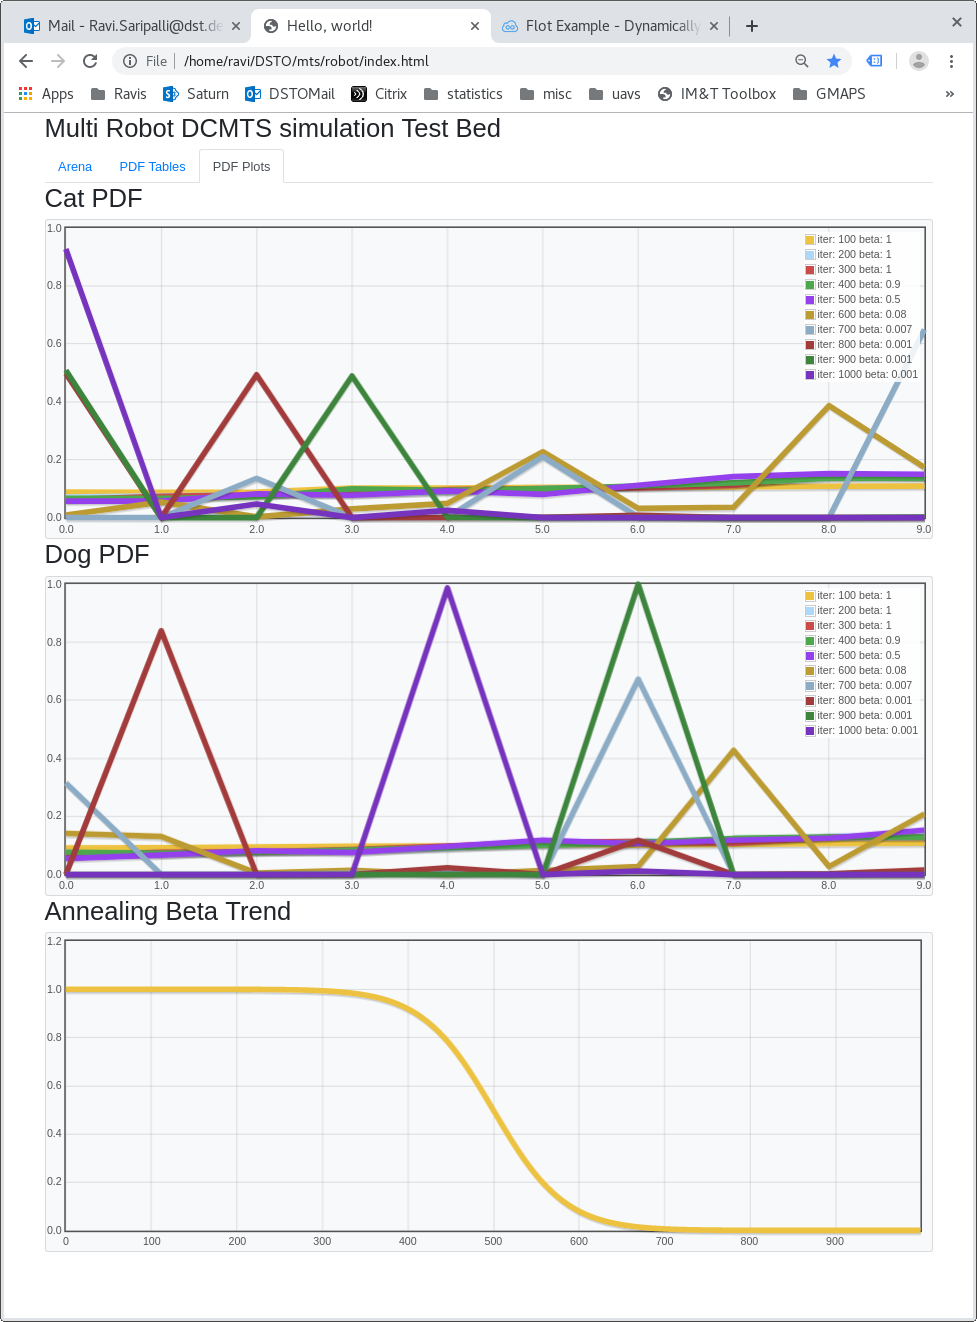 Mail - Ravi.Saripalli@dst.de
Hello, world!
Flot Example - Dynamically
File /home/ravi/DSTO/mts/robot/index.html
Apps Ravis Saturn DSTOMail Citrix statistics misc uavs IM&T Toolbox GMAPS »
Multi Robot DCMTS simulation Test Bed
Arena PDF Tables PDF Plots
Cat PDF
1.0
0.8
0.6
0.4
0.2
0.0
0.0 1.0 2.0 3.0 4.0 5.0 6.0 7.0 8.0 9.0
iter: 100 beta: 1
iter: 200 beta: 1
iter: 300 beta: 1
iter: 400 beta: 0.9
iter: 500 beta: 0.5
iter: 600 beta: 0.08
iter: 700 beta: 0.007
iter: 800 beta: 0.001
iter: 900 beta: 0.001
iter: 1000 beta: 0.001
Dog PDF
1.0
0.8
0.6
0.4
0.2
0.0
0.0 1.0 2.0 3.0 4.0 5.0 6.0 7.0 8.0 9.0
iter: 100 beta: 1
iter: 200 beta: 1
iter: 300 beta: 1
iter: 400 beta: 0.9
iter: 500 beta: 0.5
iter: 600 beta: 0.08
iter: 700 beta: 0.007
iter: 800 beta: 0.001
iter: 900 beta: 0.001
iter: 1000 beta: 0.001
Annealing Beta Trend
1.2
1.0
0.8
0.6
0.4
0.2
0.0
0 100 200 300 400 500 600 700 800 900